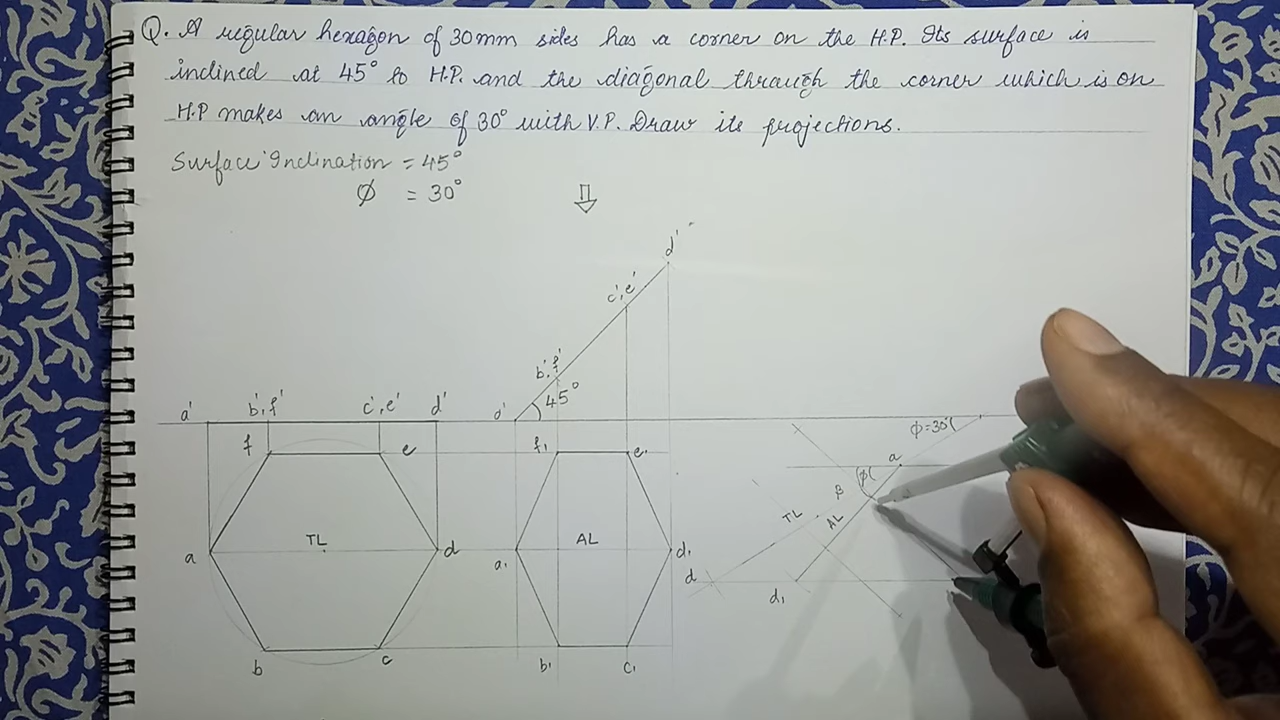 Q. A regular hexagon of 30mm sides has a corner on the H.P. Its surface is
inclined at 45° to H.P. and the diagonal through the corner which is on
H.P makes an angle of 30° with V.P. Draw its projections.
Surface Inclination = 45°
Ø = 30°
d'
c', e'
b', f'
45°
a' b', f' c', e' d' o'
f e f₁ e₁ φ=30°
a φ
β
TL AL
a TL d a₁ AL d₁ d
d₁
b c b₁ c₁